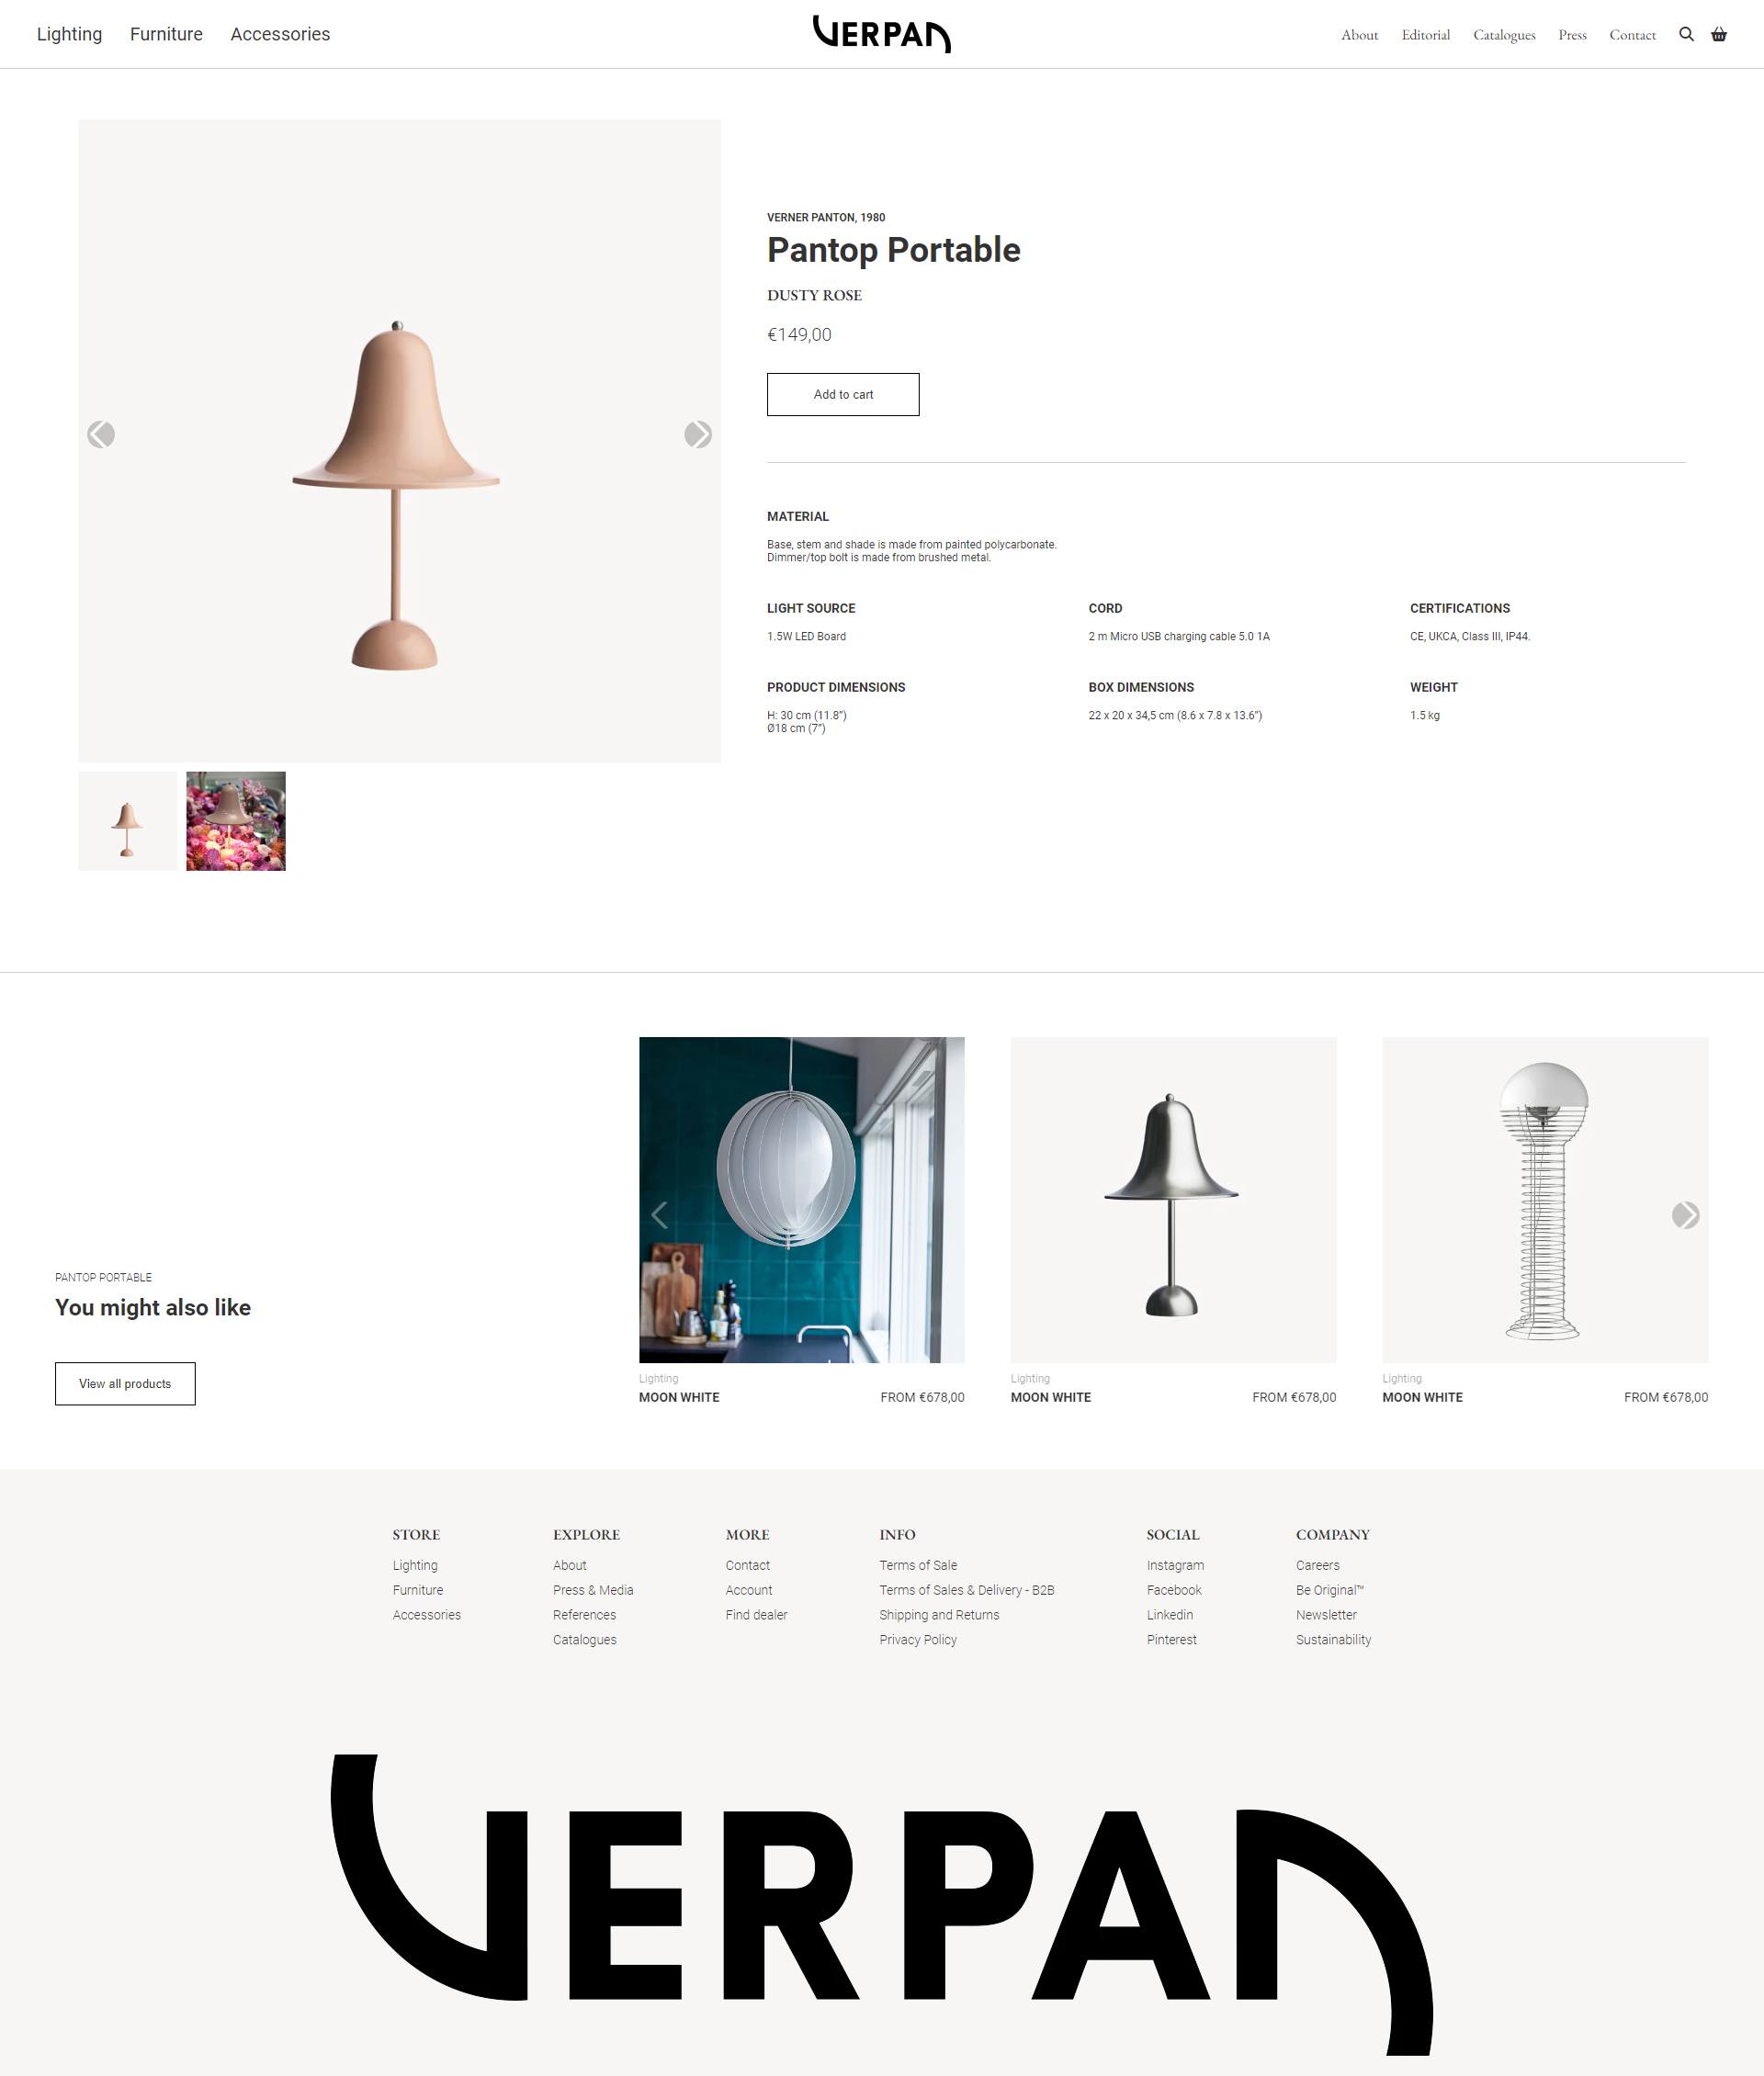 Lighting Furniture Accessories
VERPAN
About Editorial Catalogues Press Contact
VERNER PANTON, 1980
Pantop Portable
DUSTY ROSE
€149,00
Add to cart
MATERIAL
Base, stem and shade is made from painted polycarbonate.
Dimmer/top bolt is made from brushed metal.
LIGHT SOURCE
1.5W LED Board
CORD
2 m Micro USB charging cable 5.0 1A
CERTIFICATIONS
CE, UKCA, Class III, IP44.
PRODUCT DIMENSIONS
H: 30 cm (11.8”)
Ø18 cm (7”)
BOX DIMENSIONS
22 x 20 x 34,5 cm (8.6 x 7.8 x 13.6”)
WEIGHT
1.5 kg
PANTOP PORTABLE
You might also like
View all products
Lighting
MOON WHITE FROM €678,00
Lighting
MOON WHITE FROM €678,00
Lighting
MOON WHITE FROM €678,00
STORE
Lighting
Furniture
Accessories
EXPLORE
About
Press & Media
References
Catalogues
MORE
Contact
Account
Find dealer
INFO
Terms of Sale
Terms of Sales & Delivery - B2B
Shipping and Returns
Privacy Policy
SOCIAL
Instagram
Facebook
Linkedin
Pinterest
COMPANY
Careers
Be Original™
Newsletter
Sustainability
VERPAN